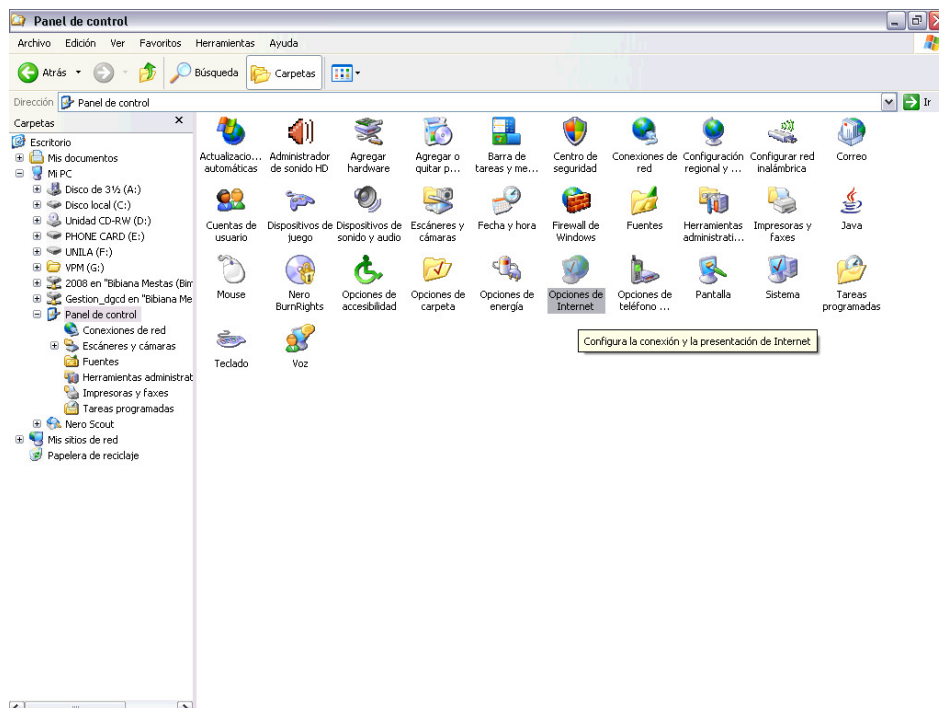 Panel de control
Archivo Edición Ver Favoritos Herramientas Ayuda
Atrás Búsqueda Carpetas
Dirección Panel de control Ir
Carpetas
Escritorio
Mis documentos
Mi PC
Disco de 3½ (A:)
Disco local (C:)
Unidad CD-RW (D:)
PHONE CARD (E:)
UNILA (F:)
VPM (G:)
2008 en "Bibiana Mestas (Bir
Gestion_dgcd en "Bibiana Me
Panel de control
Conexiones de red
Escáneres y cámaras
Fuentes
Herramientas administrat
Impresoras y faxes
Tareas programadas
Nero Scout
Mis sitios de red
Papelera de reciclaje
Actualizacio...
automáticas
Administrador
de sonido HD
Agregar
hardware
Agregar o
quitar p...
Barra de
tareas y me...
Centro de
seguridad
Conexiones de
red
Configuración
regional y ...
Configurar red
inalámbrica
Correo
Cuentas de
usuario
Dispositivos de
juego
Dispositivos de
sonido y audio
Escáneres y
cámaras
Fecha y hora
Firewall de
Windows
Fuentes
Herramientas
administrati...
Impresoras y
faxes
Java
Mouse
Nero
BurnRights
Opciones de
accesibilidad
Opciones de
carpeta
Opciones de
energía
Opciones de
Internet
Opciones de
teléfono ...
Pantalla
Sistema
Tareas
programadas
Configura la conexión y la presentación de Internet
Teclado
Voz